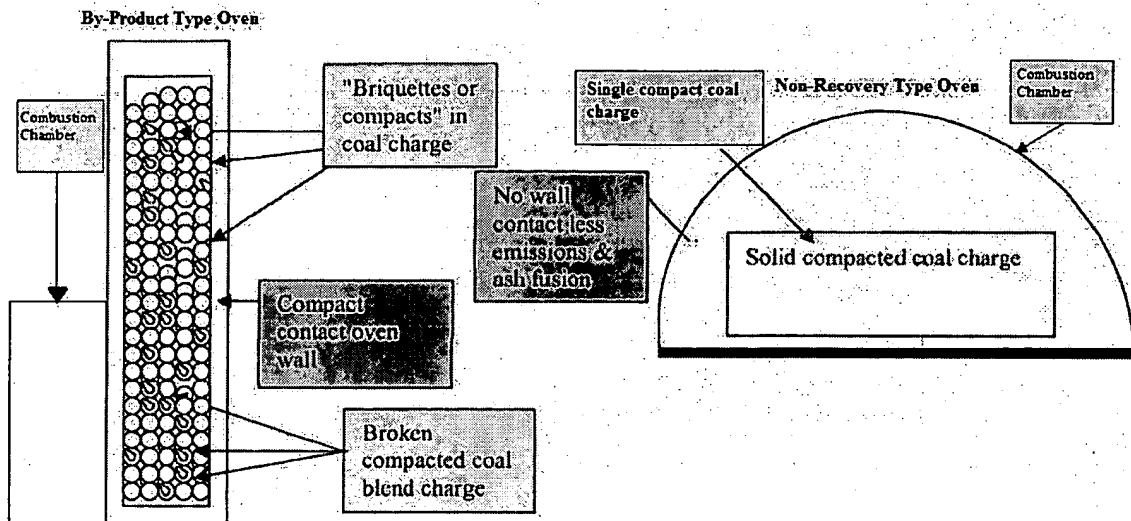 By-Product Type Oven
Combustion
Chamber
"Briquettes or
compacts" in
coal charge
Compact
contact oven
wall
Broken
compacted coal
blend charge
Single compact coal
charge
Non-Recovery Type Oven
Combustion
Chamber
No wall
contact less
emissions &
ash fusion
Solid compacted coal charge